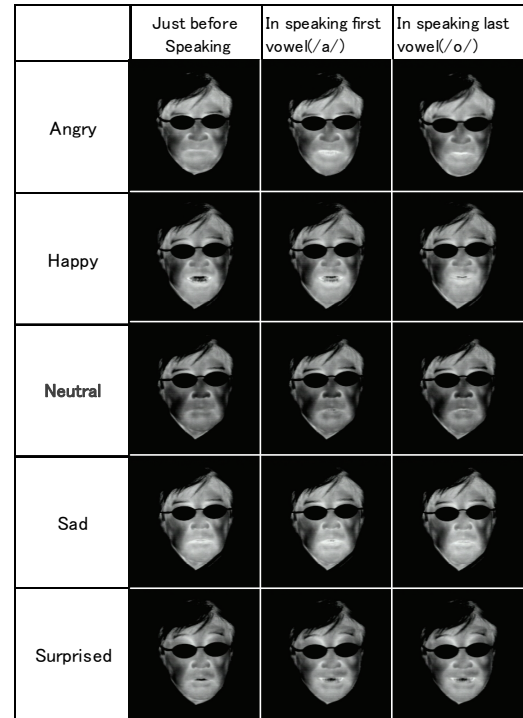 Just before
Speaking
In speaking first
vowel(/a/)
In speaking last
vowel(/o/)
Angry
Happy
Neutral
Sad
Surprised